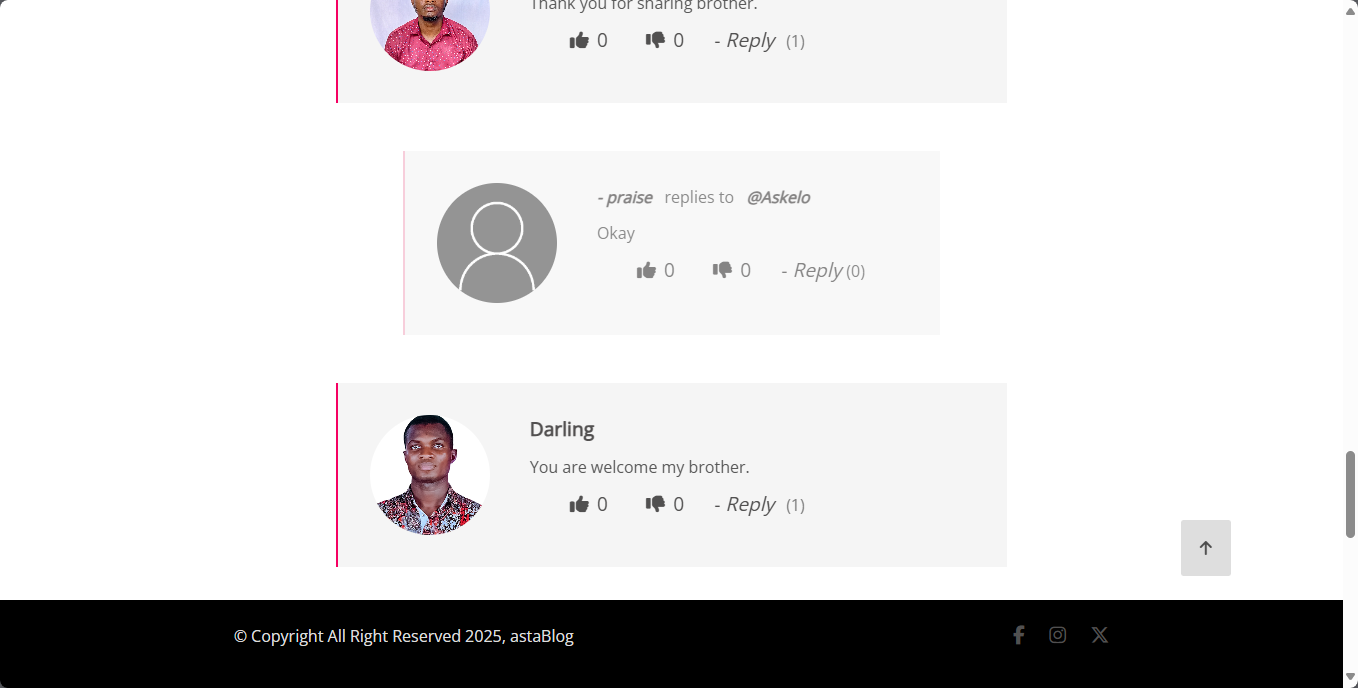 Thank you for sharing brother.
0 0 - Reply (1)
- praise replies to @Askelo
Okay
0 0 - Reply (0)
Darling
You are welcome my brother.
0 0 - Reply (1)
© Copyright All Right Reserved 2025, astaBlog